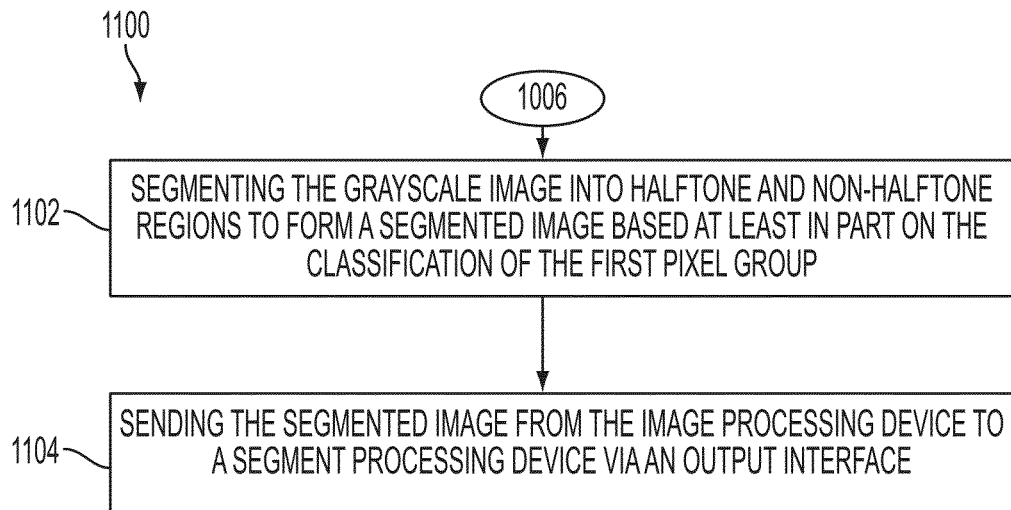 1100
1006
1102
SEGMENTING THE GRAYSCALE IMAGE INTO HALFTONE AND NON-HALFTONE
REGIONS TO FORM A SEGMENTED IMAGE BASED AT LEAST IN PART ON THE
CLASSIFICATION OF THE FIRST PIXEL GROUP
1104
SENDING THE SEGMENTED IMAGE FROM THE IMAGE PROCESSING DEVICE TO
A SEGMENT PROCESSING DEVICE VIA AN OUTPUT INTERFACE